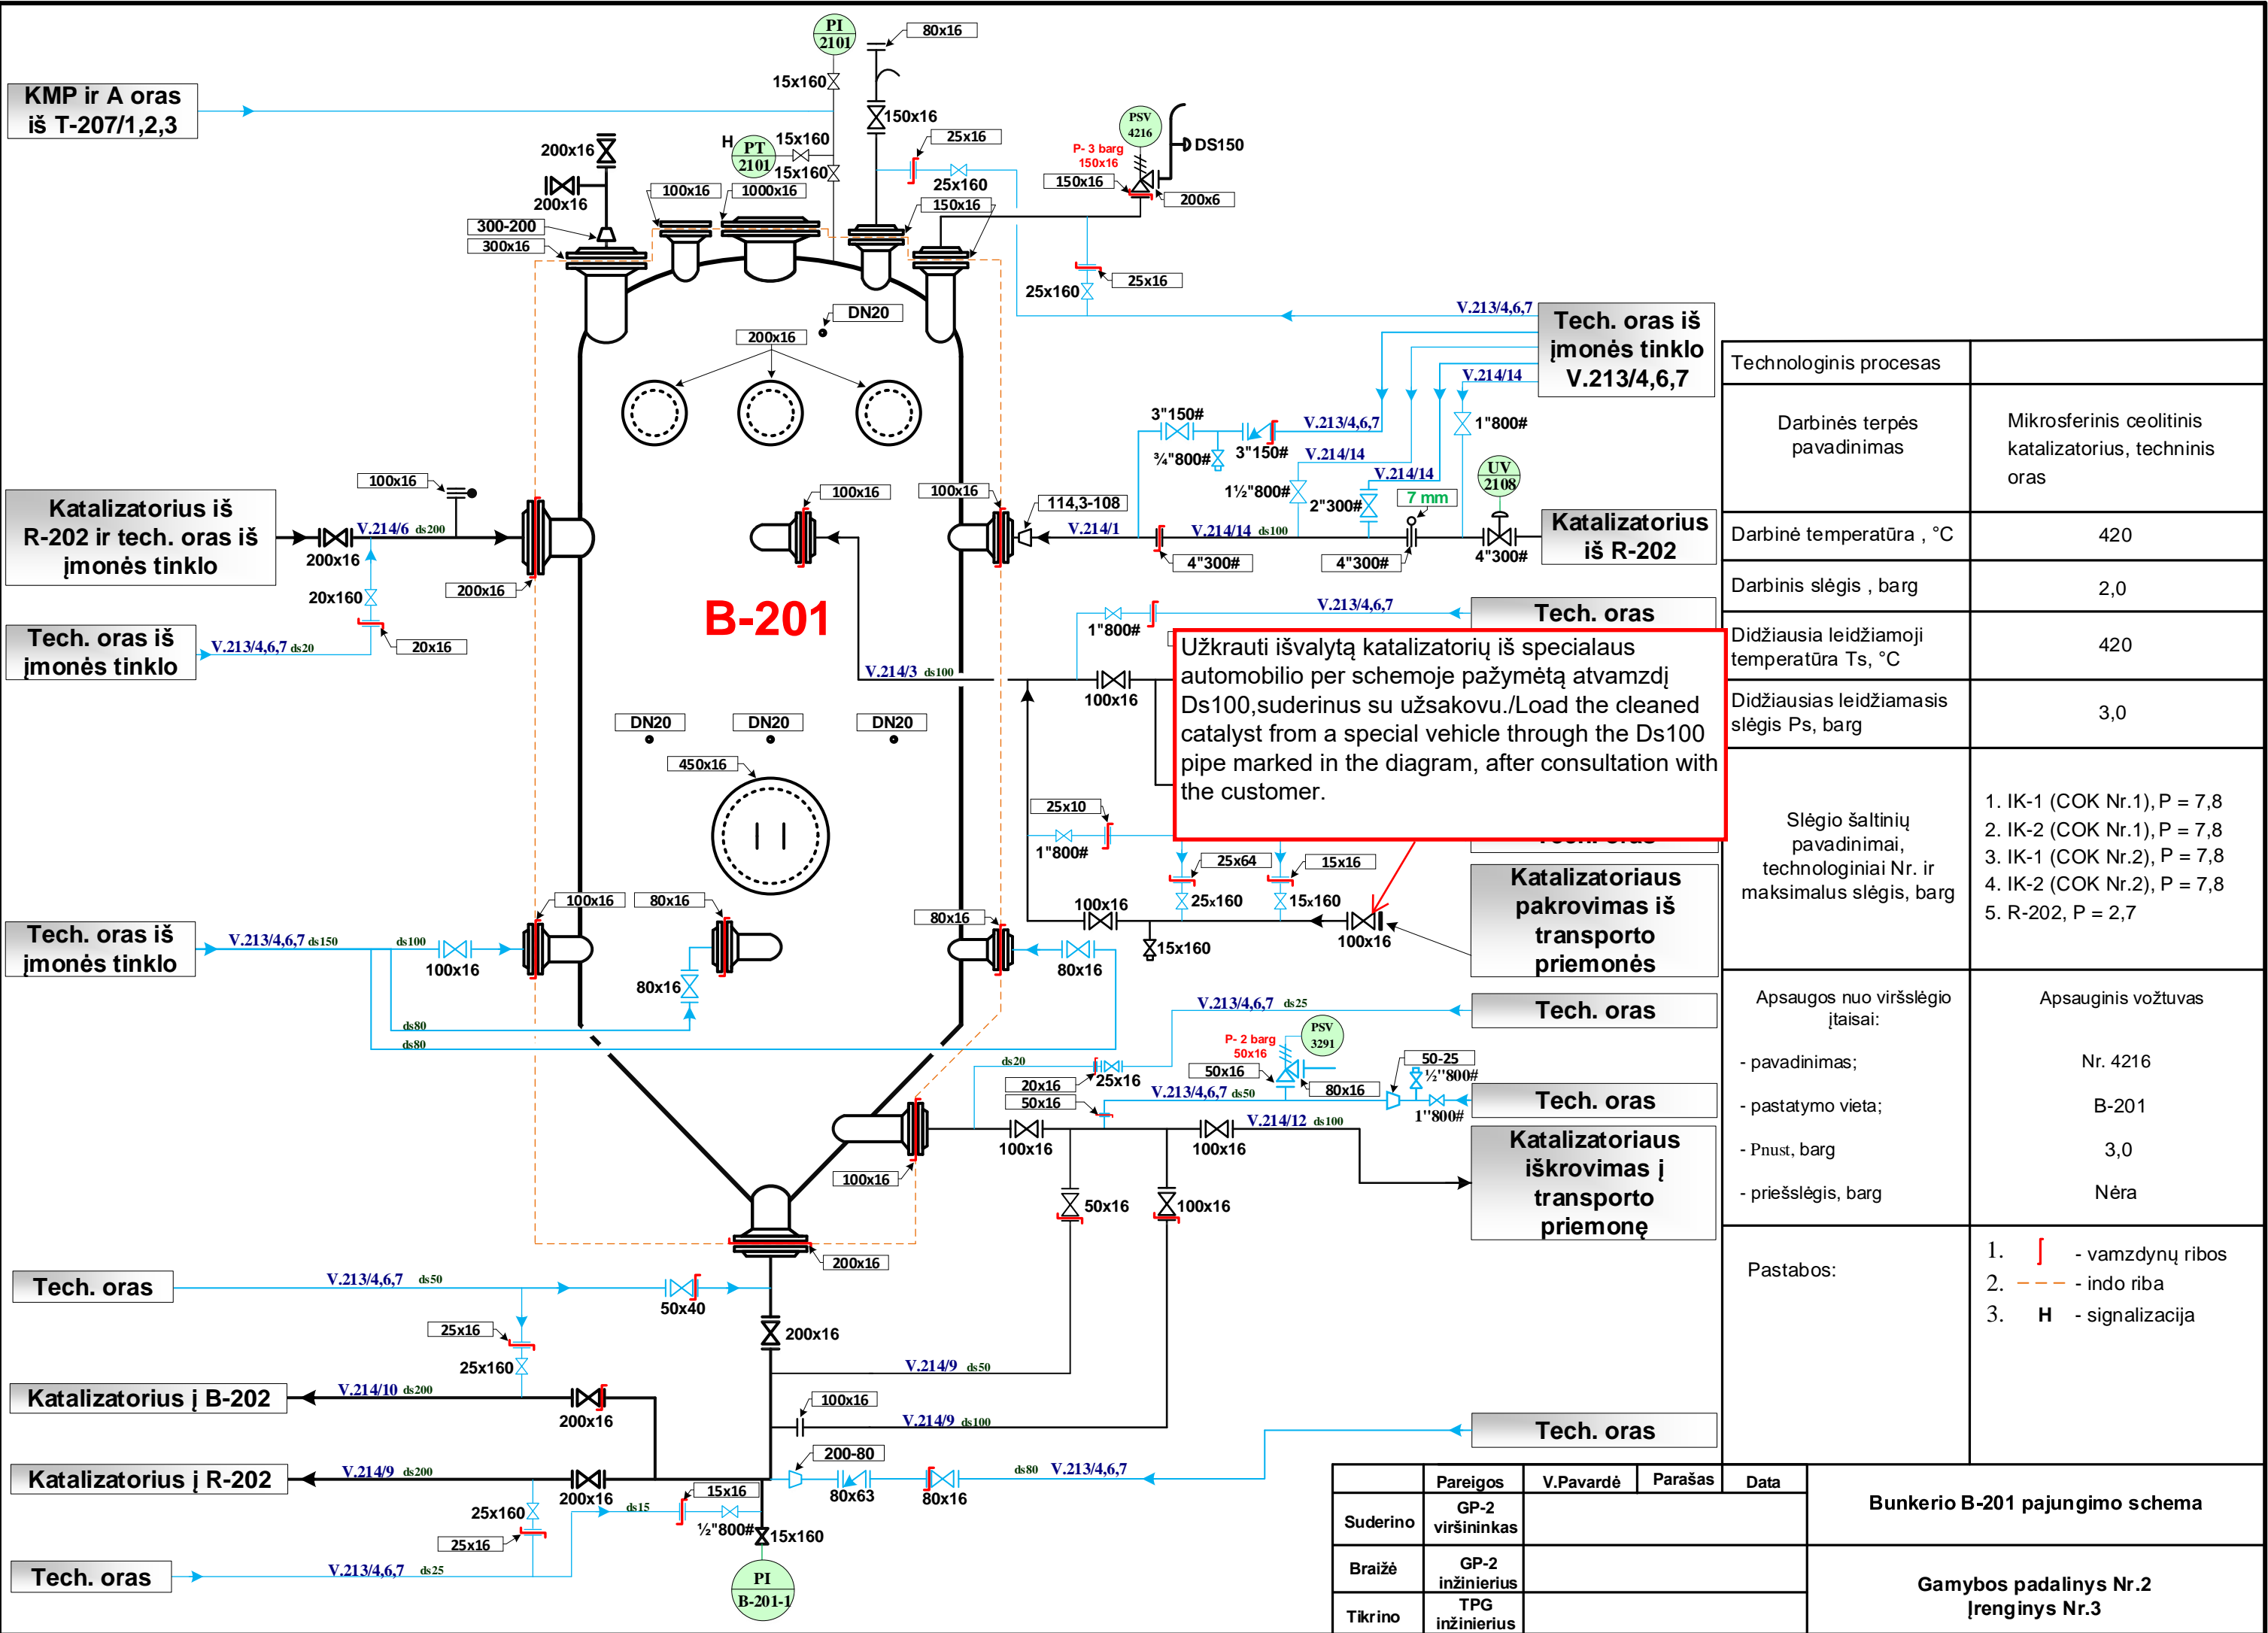 PI
2101
80x16
15x160
KMP ir A oras
iš T-207/1,2,3
150x16
PSV
4216
DS150
P- 3 barg
150x16
200x16
H
PT
2101
15x160
15x160
25x16
25x160
150x16
200x6
200x16
100x16
1000x16
150x16
300-200
300x16
25x16
25x160
DN20
V.213/4,6,7
Tech. oras iš
įmonės tinklo
V.213/4,6,7
200x16
V.214/14
3"150#
V.213/4,6,7
1"800#
¾"800#
3"150#
V.214/14
V.214/14
UV
2108
1½"800#
2"300#
7 mm
100x16
100x16
100x16
114,3-108
Katalizatorius iš
R-202 ir tech. oras iš
įmonės tinklo
V.214/6 ds200
V.214/1
V.214/14 ds100
Katalizatorius
iš R-202
200x16
4"300#
4"300#
4"300#
200x16
20x160
B-201
V.213/4,6,7
Tech. oras
1"800#
Tech. oras iš
įmonės tinklo
V.213/4,6,7 ds20
20x16
Užkrauti išvalytą katalizatorių iš specialaus
automobilio per schemoje pažymėtą atvamzdį
Ds100,suderinus su užsakovu./Load the cleaned
catalyst from a special vehicle through the Ds100
pipe marked in the diagram, after consultation with
the customer.
V.214/3 ds100
100x16
DN20
DN20
DN20
450x16
25x10
1"800#
25x64
15x16
Katalizatoriaus
pakrovimas iš
transporto
priemonės
100x16
25x160
15x160
100x16
15x160
100x16
80x16
80x16
Tech. oras iš
įmonės tinklo
V.213/4,6,7 ds150
ds100
100x16
80x16
80x16
ds80
ds80
V.213/4,6,7 ds25
Tech. oras
P- 2 barg
50x16
PSV
3291
ds20
50-25
20x16
25x16
50x16
½''800#
50x16
V.213/4,6,7 ds50
80x16
1''800#
Tech. oras
V.214/12 ds100
100x16
100x16
Katalizatoriaus
iškrovimas į
transporto
priemonę
100x16
50x16
100x16
200x16
Tech. oras
V.213/4,6,7 ds50
50x40
25x16
200x16
25x160
V.214/9 ds50
Katalizatorius į B-202
V.214/10 ds200
200x16
100x16
V.214/9 ds100
Tech. oras
200-80
Katalizatorius į R-202
V.214/9 ds200
200x16
ds80 V.213/4,6,7
80x63
80x16
15x16
25x160
ds15
½"800#
15x160
25x16
Tech. oras
V.213/4,6,7 ds25
PI
B-201-1
Technologinis procesas
Darbinės terpės
pavadinimas
Mikrosferinis ceolitinis
katalizatorius, techninis
oras
Darbinė temperatūra , °C
420
Darbinis slėgis , barg
2,0
Didžiausia leidžiamoji
temperatūra Ts, °C
420
Didžiausias leidžiamasis
slėgis Ps, barg
3,0
Slėgio šaltinių
pavadinimai,
technologiniai Nr. ir
maksimalus slėgis, barg
1. IK-1 (COK Nr.1), P = 7,8
2. IK-2 (COK Nr.1), P = 7,8
3. IK-1 (COK Nr.2), P = 7,8
4. IK-2 (COK Nr.2), P = 7,8
5. R-202, P = 2,7
Apsaugos nuo viršslėgio
įtaisai:
Apsauginis vožtuvas
- pavadinimas;
Nr. 4216
- pastatymo vieta;
B-201
- Pnust, barg
3,0
- priešslėgis, barg
Nėra
Pastabos:
1. - vamzdynų ribos
2. - indo riba
3. H - signalizacija
Pareigos V.Pavardė Parašas Data
Suderino
GP-2
viršininkas
Braižė
GP-2
inžinierius
Tikrino
TPG
inžinierius
Bunkerio B-201 pajungimo schema
Gamybos padalinys Nr.2
Įrenginys Nr.3